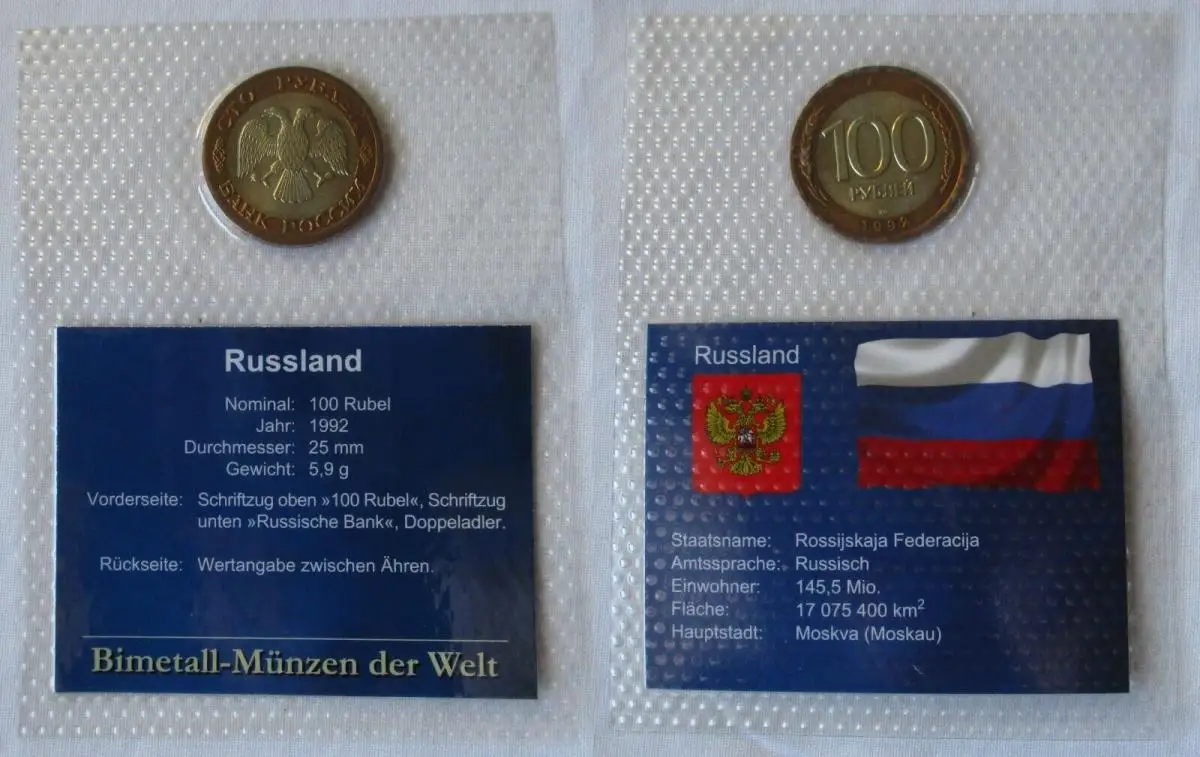 СТО РУБЛЕЙ
БАНК РОССИИ
Russland
Nominal: 100 Rubel
Jahr: 1992
Durchmesser: 25 mm
Gewicht: 5,9 g
Vorderseite: Schriftzug oben »100 Rubel«, Schriftzug
unten »Russische Bank«, Doppeladler.
Rückseite: Wertangabe zwischen Ähren.
Bimetall-Münzen der Welt
100
РУБЛЕЙ
1992
Russland
Staatsname: Rossijskaja Federacija
Amtssprache: Russisch
Einwohner: 145,5 Mio.
Fläche: 17 075 400 km²
Hauptstadt: Moskva (Moskau)